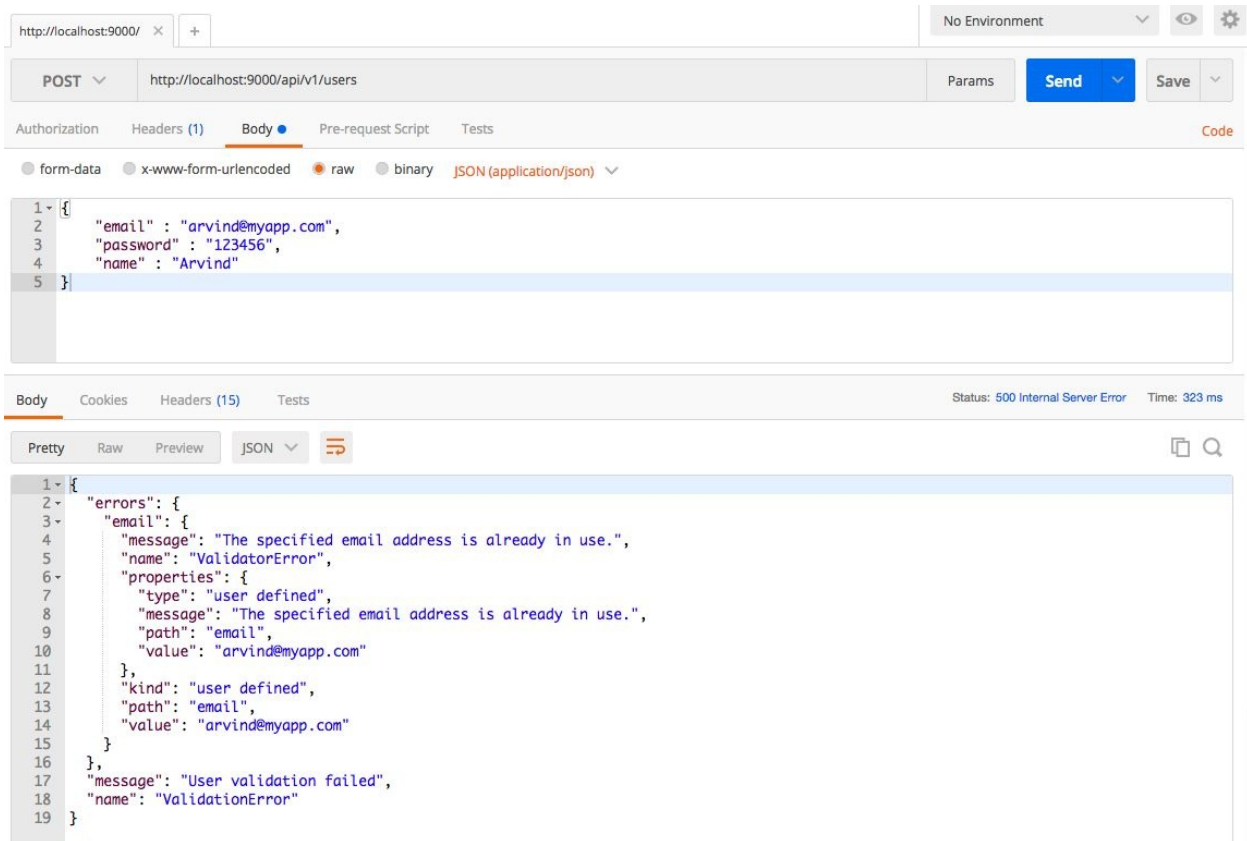 http://localhost:9000/ × +
No Environment
POST http://localhost:9000/api/v1/users Params Send Save
Authorization Headers (1) Body Pre-request Script Tests Code
form-data x-www-form-urlencoded raw binary JSON (application/json)
1 {
2 "email" : "arvind@myapp.com",
3 "password" : "123456",
4 "name" : "Arvind"
5 }
Body Cookies Headers (15) Tests Status: 500 Internal Server Error Time: 323 ms
Pretty Raw Preview JSON
1 {
2 "errors": {
3 "email": {
4 "message": "The specified email address is already in use.",
5 "name": "ValidatorError",
6 "properties": {
7 "type": "user defined",
8 "message": "The specified email address is already in use.",
9 "path": "email",
10 "value": "arvind@myapp.com"
11 },
12 "kind": "user defined",
13 "path": "email",
14 "value": "arvind@myapp.com"
15 }
16 },
17 "message": "User validation failed",
18 "name": "ValidationError"
19 }